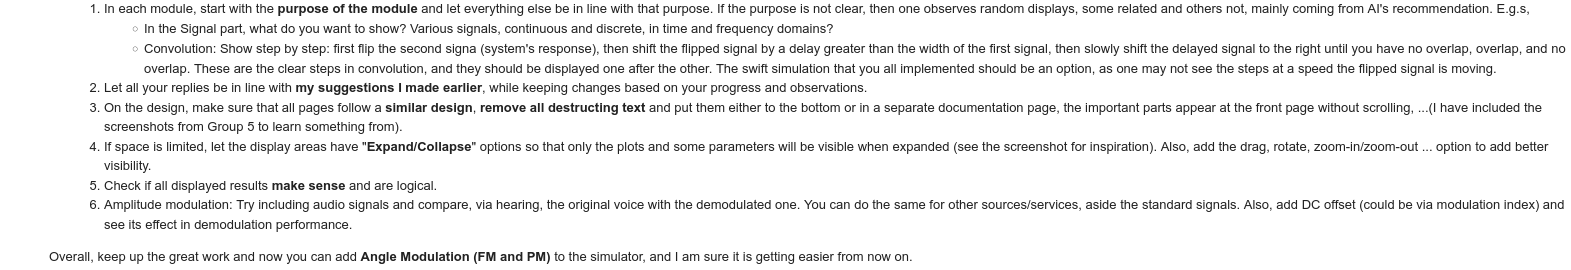 1. In each module, start with the purpose of the module and let everything else be in line with that purpose. If the purpose is not clear, then one observes random displays, some related and others not, mainly coming from AI's recommendation. E.g.s,
○ In the Signal part, what do you want to show? Various signals, continuous and discrete, in time and frequency domains?
○ Convolution: Show step by step: first flip the second signa (system's response), then shift the flipped signal by a delay greater than the width of the first signal, then slowly shift the delayed signal to the right until you have no overlap, overlap, and no
overlap. These are the clear steps in convolution, and they should be displayed one after the other. The swift simulation that you all implemented should be an option, as one may not see the steps at a speed the flipped signal is moving.
2. Let all your replies be in line with my suggestions I made earlier, while keeping changes based on your progress and observations.
3. On the design, make sure that all pages follow a similar design, remove all destructing text and put them either to the bottom or in a separate documentation page, the important parts appear at the front page without scrolling, ...(I have included the
screenshots from Group 5 to learn something from).
4. If space is limited, let the display areas have "Expand/Collapse" options so that only the plots and some parameters will be visible when expanded (see the screenshot for inspiration). Also, add the drag, rotate, zoom-in/zoom-out ... option to add better
visibility.
5. Check if all displayed results make sense and are logical.
6. Amplitude modulation: Try including audio signals and compare, via hearing, the original voice with the demodulated one. You can do the same for other sources/services, aside the standard signals. Also, add DC offset (could be via modulation index) and
see its effect in demodulation performance.
Overall, keep up the great work and now you can add Angle Modulation (FM and PM) to the simulator, and I am sure it is getting easier from now on.